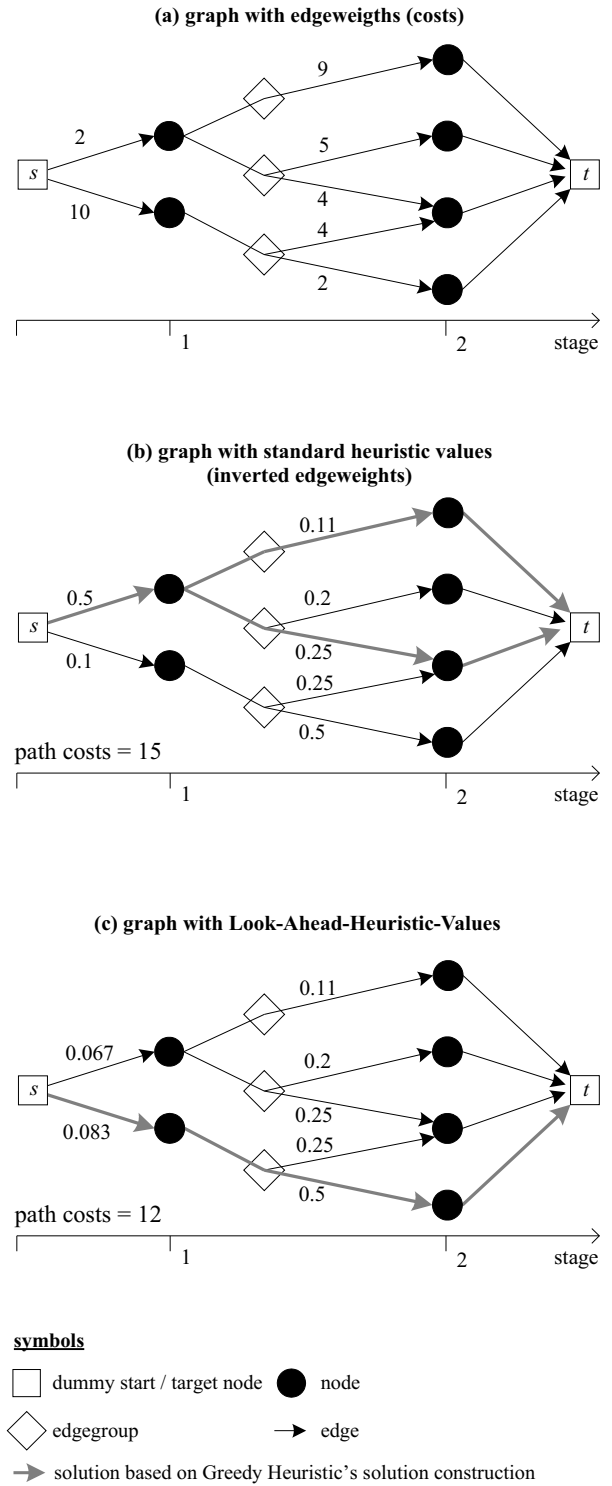 (a) graph with edgeweigths (costs)
9
2
5
s
t
4
10
4
2
1
2
stage
(b) graph with standard heuristic values
(inverted edgeweights)
0.11
0.5
0.2
s
t
0.25
0.1
0.25
0.5
path costs = 15
1
2
stage
(c) graph with Look-Ahead-Heuristic-Values
0.11
0.067
0.2
s
t
0.25
0.083
0.25
0.5
path costs = 12
1
2
stage
symbols
dummy start / target node
node
edgegroup
edge
solution based on Greedy Heuristic's solution construction